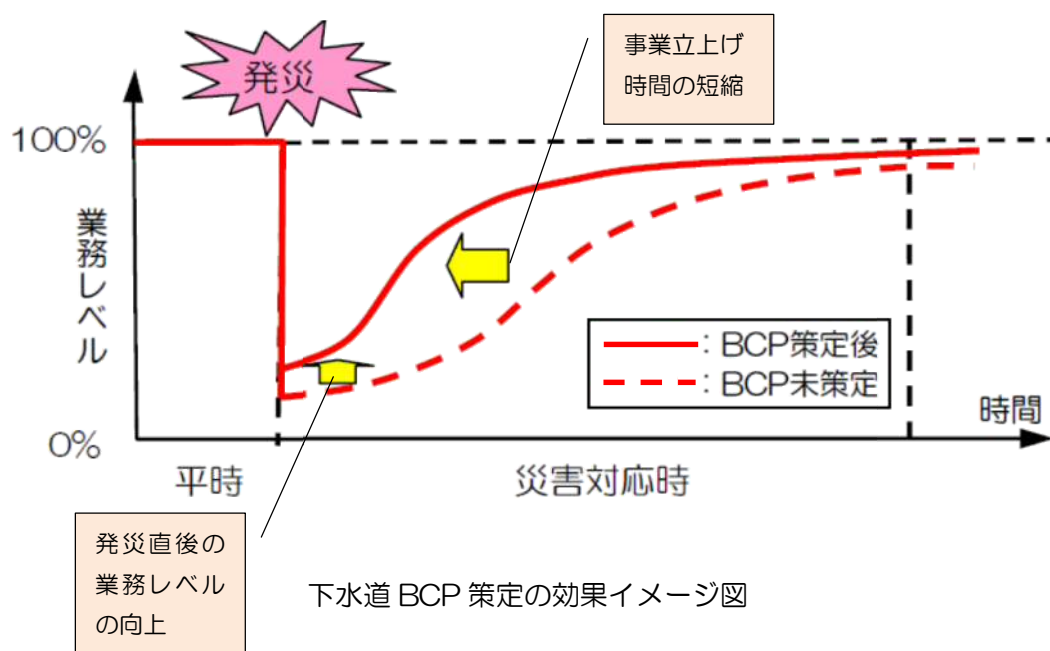 事業立上げ
時間の短縮
発災
100%
業務レベル
: BCP策定後
: BCP未策定
時間
0%
平時
災害対応時
発災直後の
業務レベル
の向上
下水道 BCP 策定の効果イメージ図